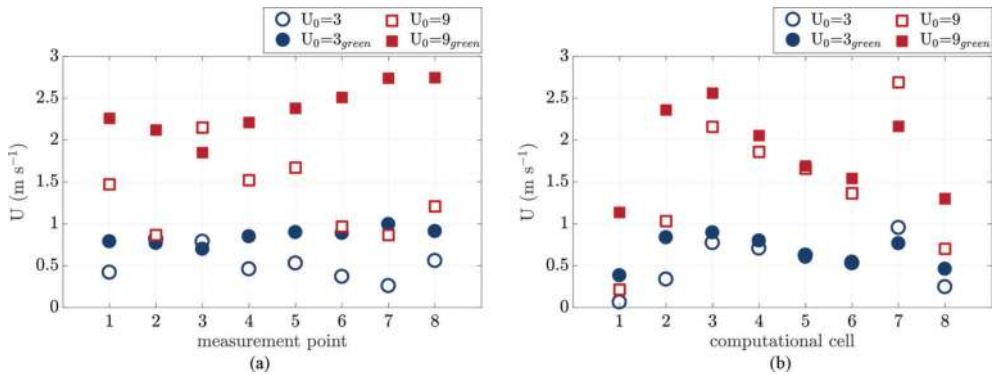 U₀=3 U₀=9
U₀=3green U₀=9green
3
2.5
2
1.5
1
0.5
0
U (m s⁻¹)
1 2 3 4 5 6 7 8
measurement point
(a)
U₀=3 U₀=9
U₀=3green U₀=9green
3
2.5
2
1.5
1
0.5
0
U (m s⁻¹)
1 2 3 4 5 6 7 8
computational cell
(b)